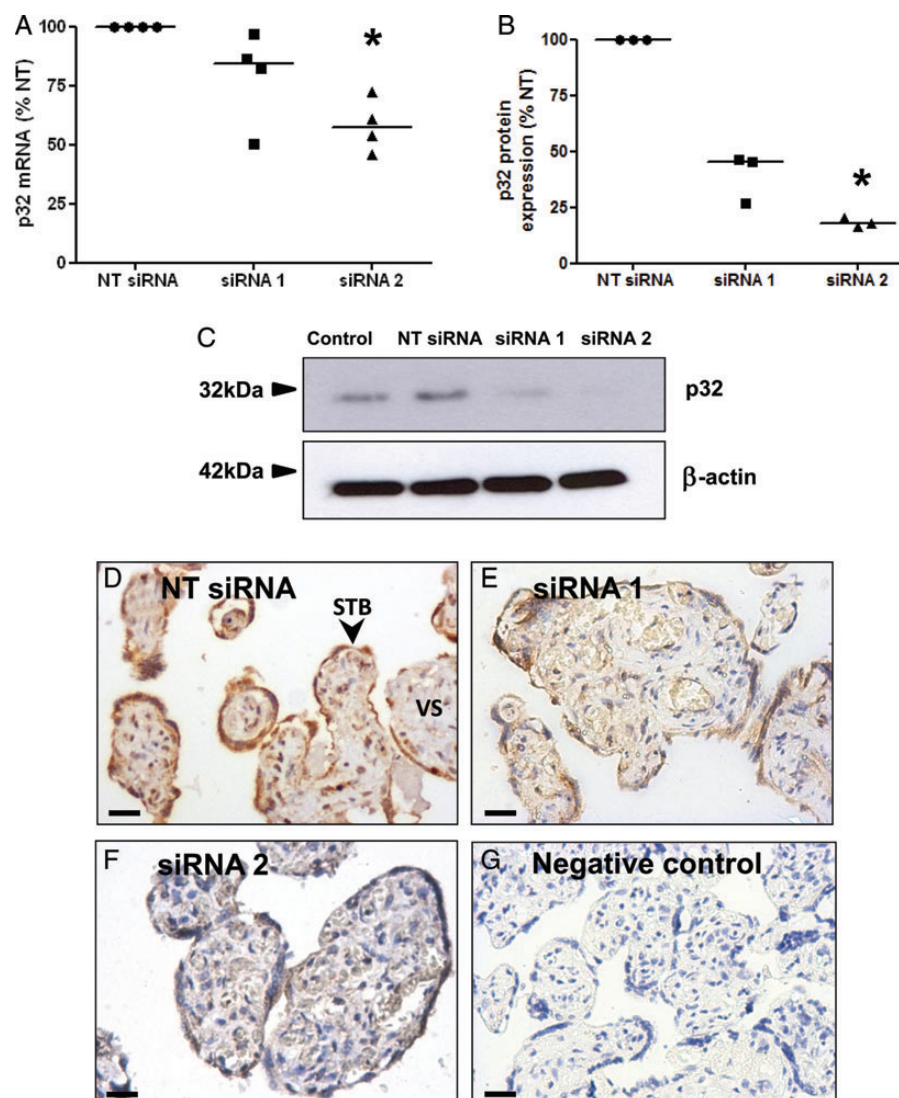 A
p32 mRNA (% NT)
100
75
50
25
0
NT siRNA
siRNA 1
siRNA 2
*
B
p32 protein
expression (% NT)
100
75
50
25
0
NT siRNA
siRNA 1
siRNA 2
*
C
Control NT siRNA siRNA 1 siRNA 2
32kDa
p32
42kDa
β-actin
D
NT siRNA
STB
VS
E
siRNA 1
F
siRNA 2
G
Negative control